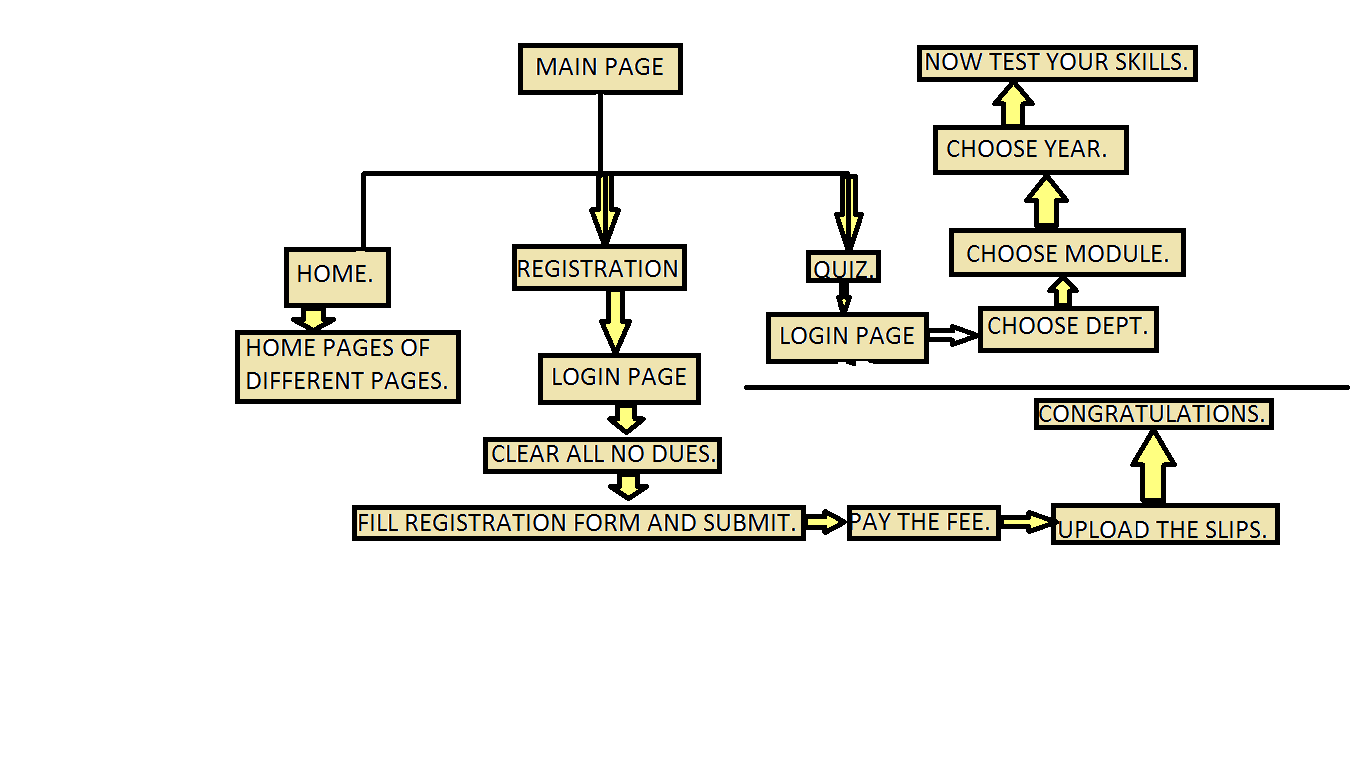 MAIN PAGE
HOME.
HOME PAGES OF
DIFFERENT PAGES.
REGISTRATION
LOGIN PAGE
CLEAR ALL NO DUES.
FILL REGISTRATION FORM AND SUBMIT.
PAY THE FEE.
UPLOAD THE SLIPS.
CONGRATULATIONS.
QUIZ.
LOGIN PAGE
CHOOSE DEPT.
CHOOSE MODULE.
CHOOSE YEAR.
NOW TEST YOUR SKILLS.